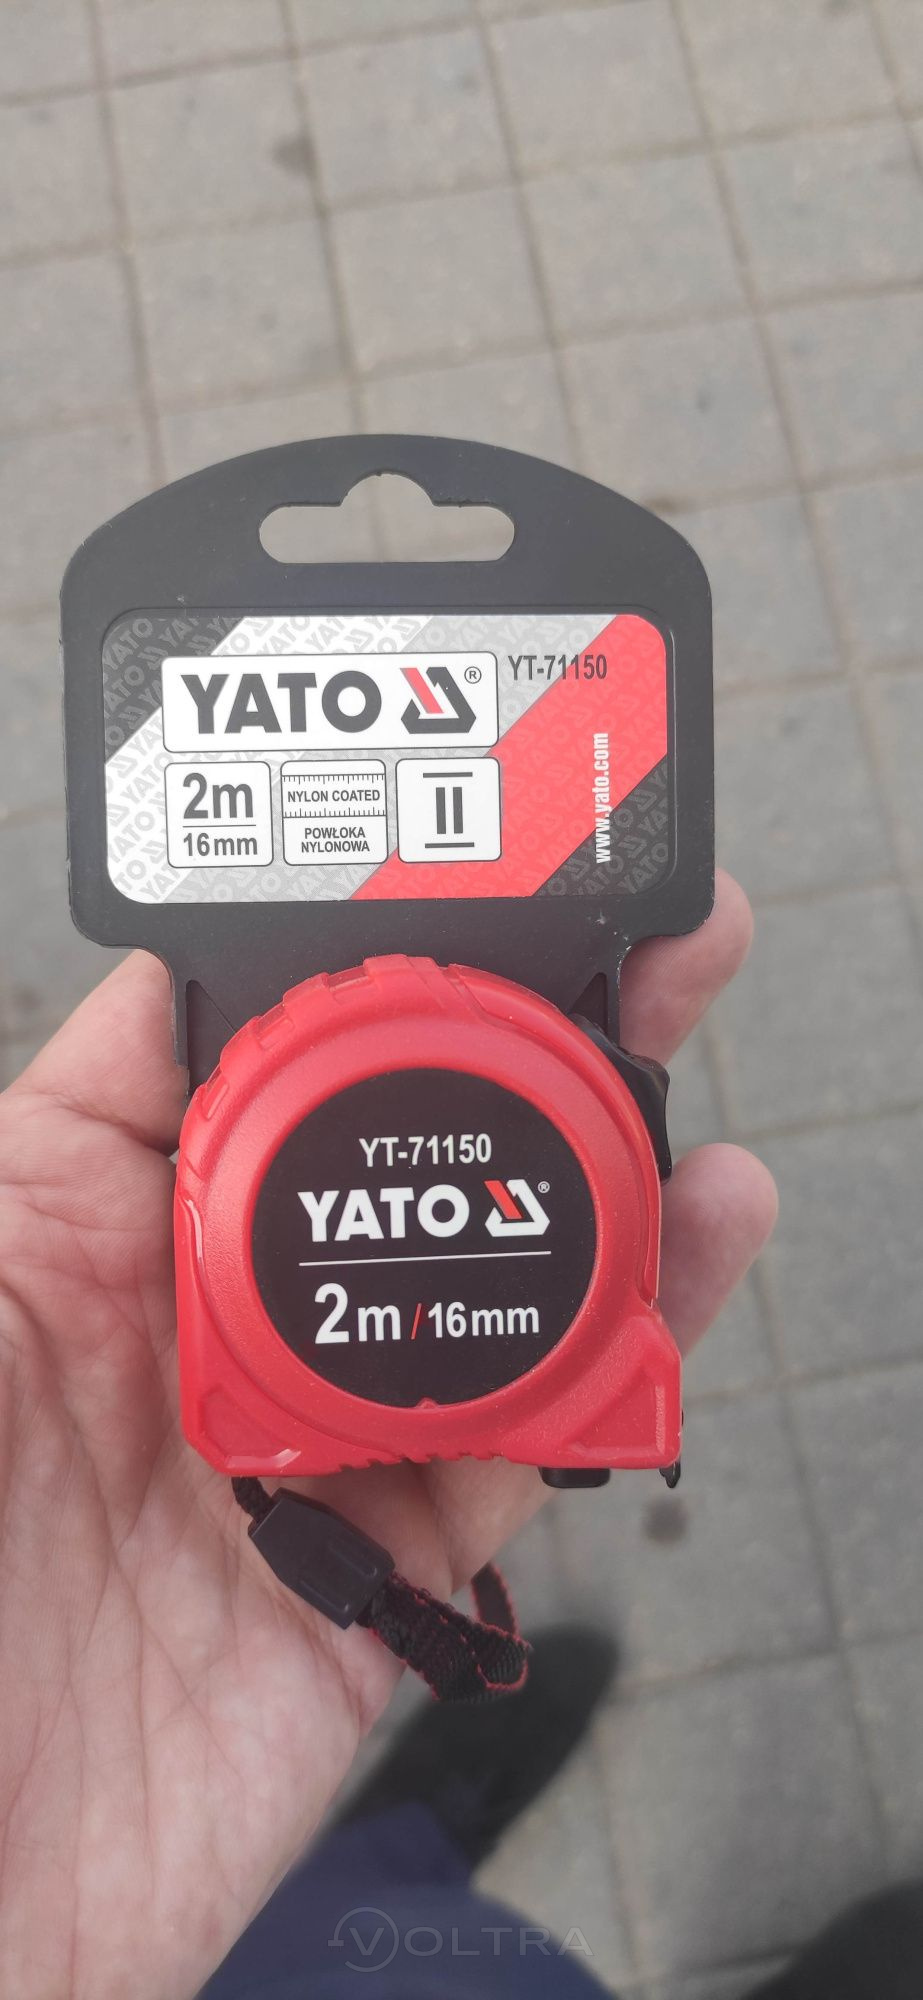 YATO ® YT-71150
2m
16mm
NYLON COATED
POWŁOKA
NYLONOWA
II
www.yato.com
YT-71150
YATO ®
2m / 16mm
VOLTRA